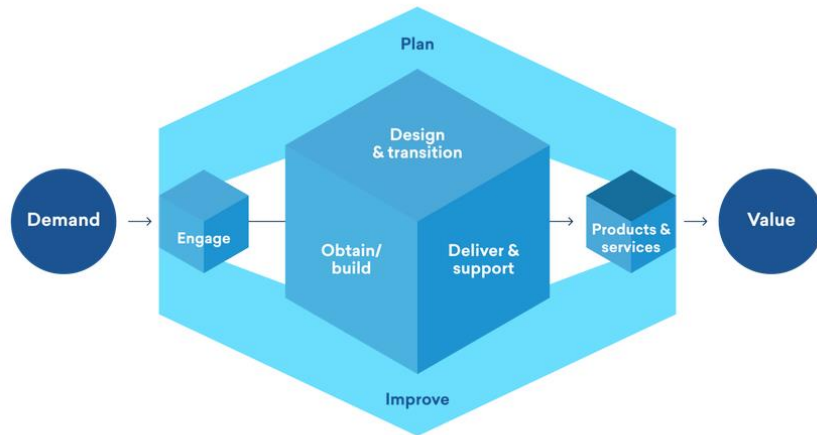 Plan
Design
& transition
Demand
Engage
Obtain/
build
Deliver &
support
Products &
services
Value
Improve